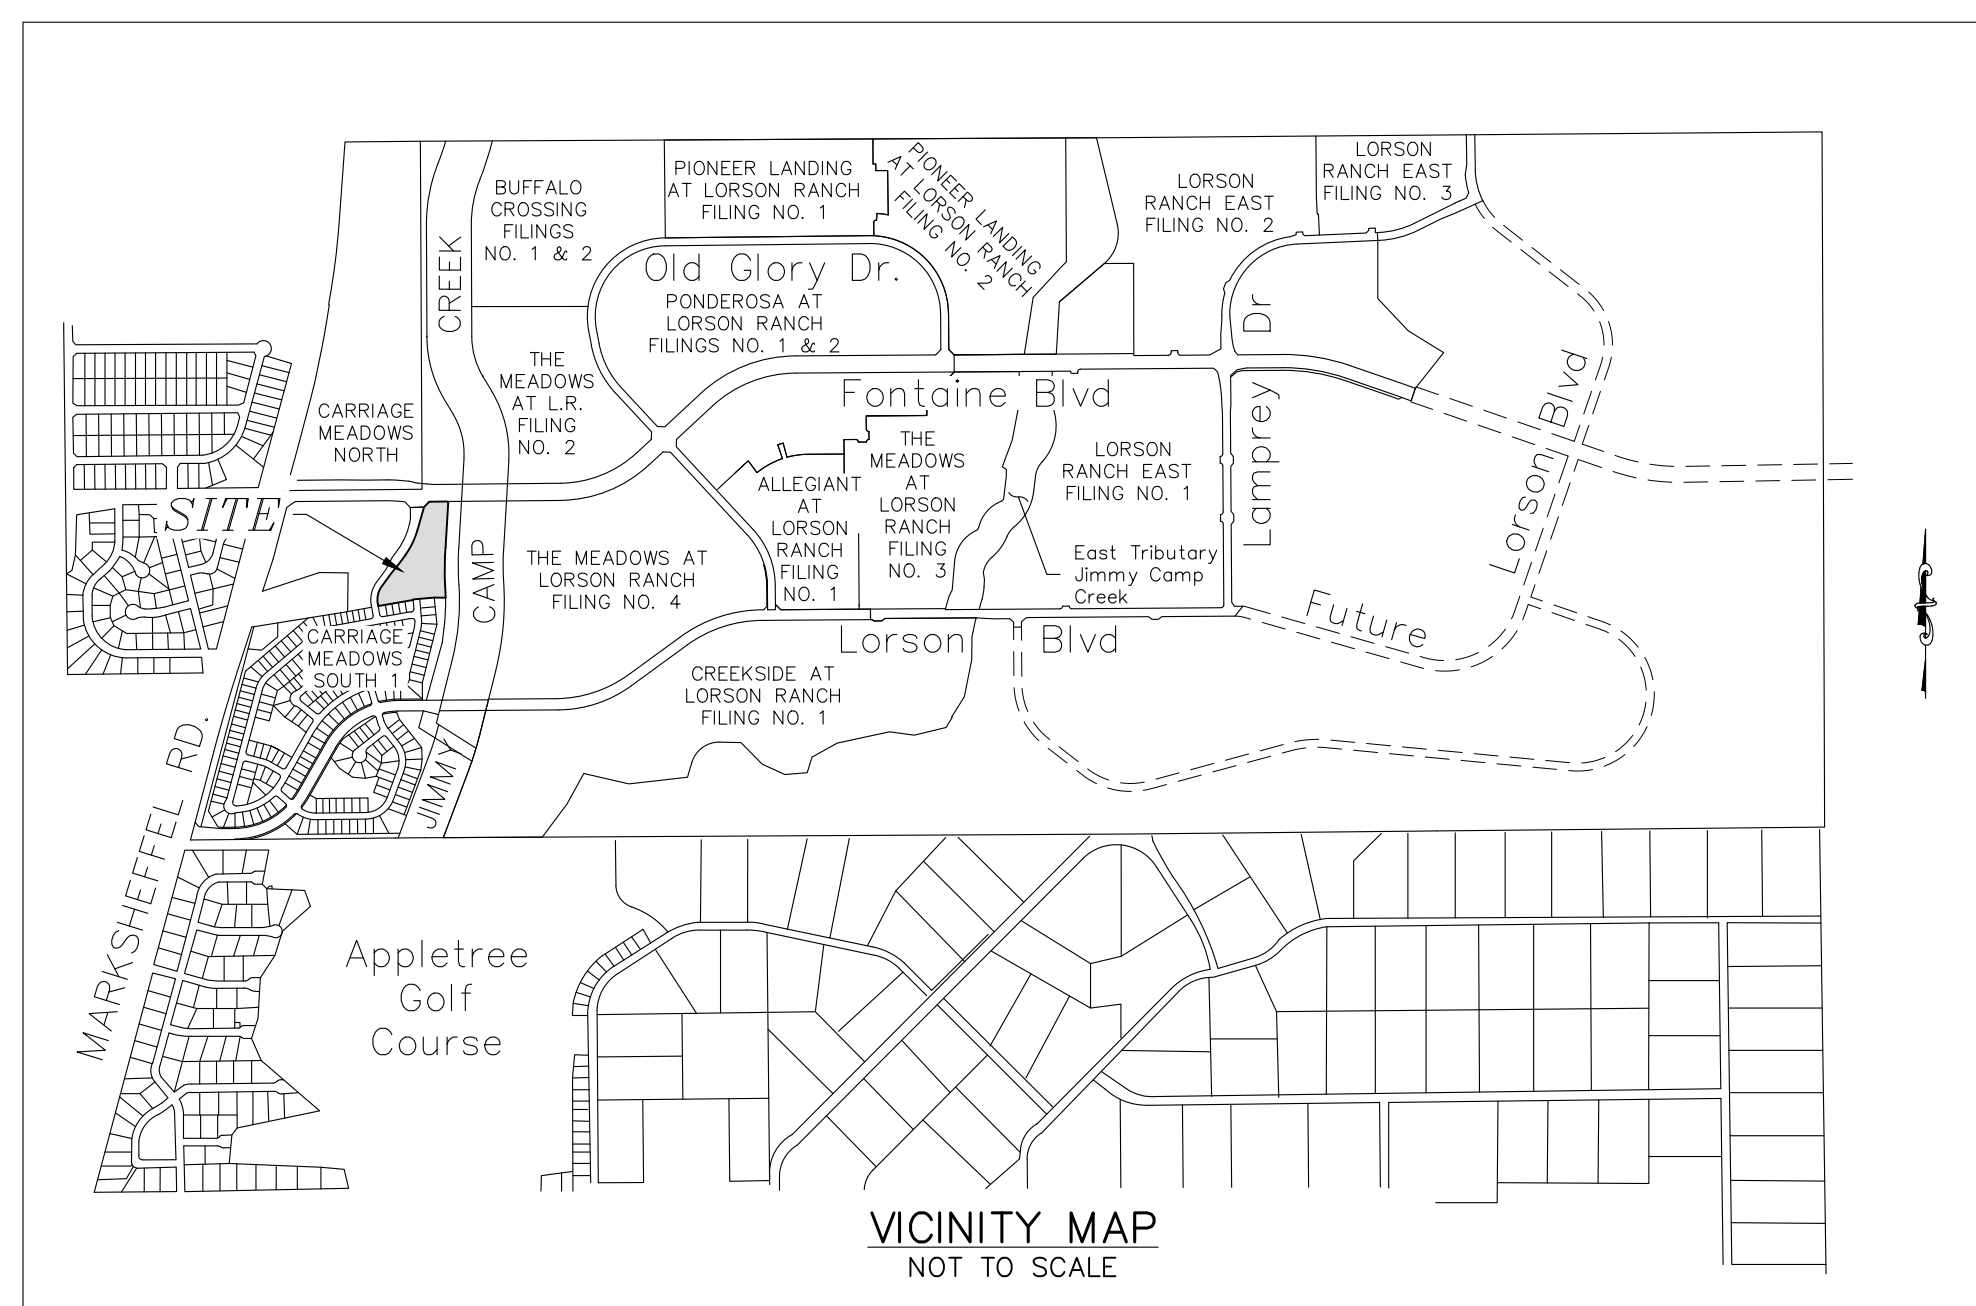 PIONEER LANDING
AT LORSON RANCH
FILING NO. 1
PIONEER LANDING
AT LORSON RANCH
FILING NO. 2
LORSON
RANCH EAST
FILING NO. 3
LORSON
RANCH EAST
FILING NO. 2
BUFFALO
CROSSING
FILINGS
NO. 1 & 2
CREEK
Old Glory Dr.
PONDEROSA AT
LORSON RANCH
FILINGS NO. 1 & 2
THE
MEADOWS
AT L.R.
FILING
NO. 2
CARRIAGE
MEADOWS
NORTH
Fontaine Blvd
Lamprey Dr
Lorson Blvd
SITE
THE
MEADOWS
AT
LORSON
RANCH
FILING
NO. 3
ALLEGIANT
AT
LORSON
RANCH
FILING
NO. 1
LORSON
RANCH EAST
FILING NO. 1
East Tributary
Jimmy Camp
Creek
THE MEADOWS AT
LORSON RANCH
FILING NO. 4
CAMP
Future
Lorson Blvd
CARRIAGE
MEADOWS
SOUTH 1
CREEKSIDE AT
LORSON RANCH
FILING NO. 1
JIMMY
MARKSHEFFEL RD.
Appletree
Golf
Course
VICINITY MAP
NOT TO SCALE